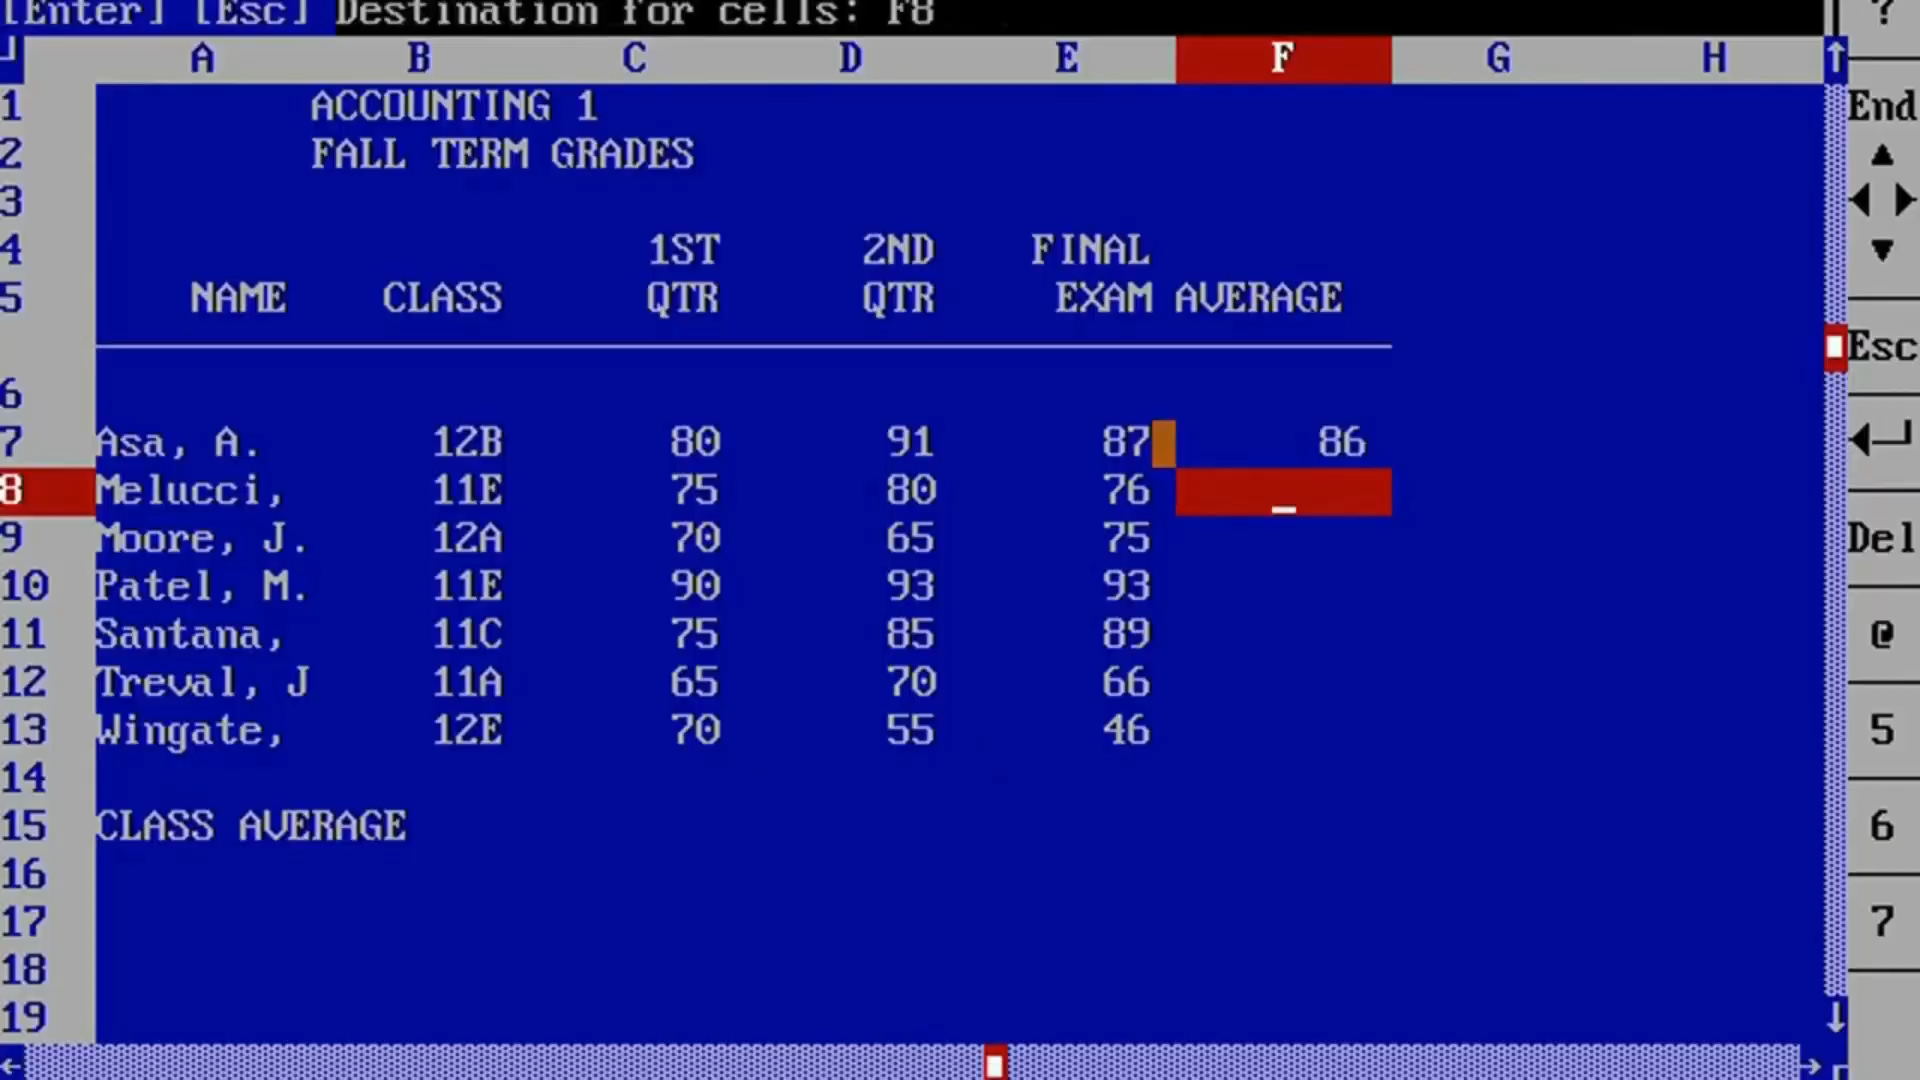 [Enter] [Esc] Destination for cells: F8 ?
A B C D E F G H ↑
1 ACCOUNTING 1 End
2 FALL TERM GRADES ▲
3 ◄ ►
4 1ST 2ND FINAL ▼
5 NAME CLASS QTR QTR EXAM AVERAGE
Esc
6
7 Asa, A. 12B 80 91 87 86 ◄┘
8 Melucci, 11E 75 80 76 _
9 Moore, J. 12A 70 65 75 Del
10 Patel, M. 11E 90 93 93
11 Santana, 11C 75 85 89 @
12 Treval, J 11A 65 70 66
13 Wingate, 12E 70 55 46 5
14
15 CLASS AVERAGE 6
16
17 7
18
19 ↓
← →